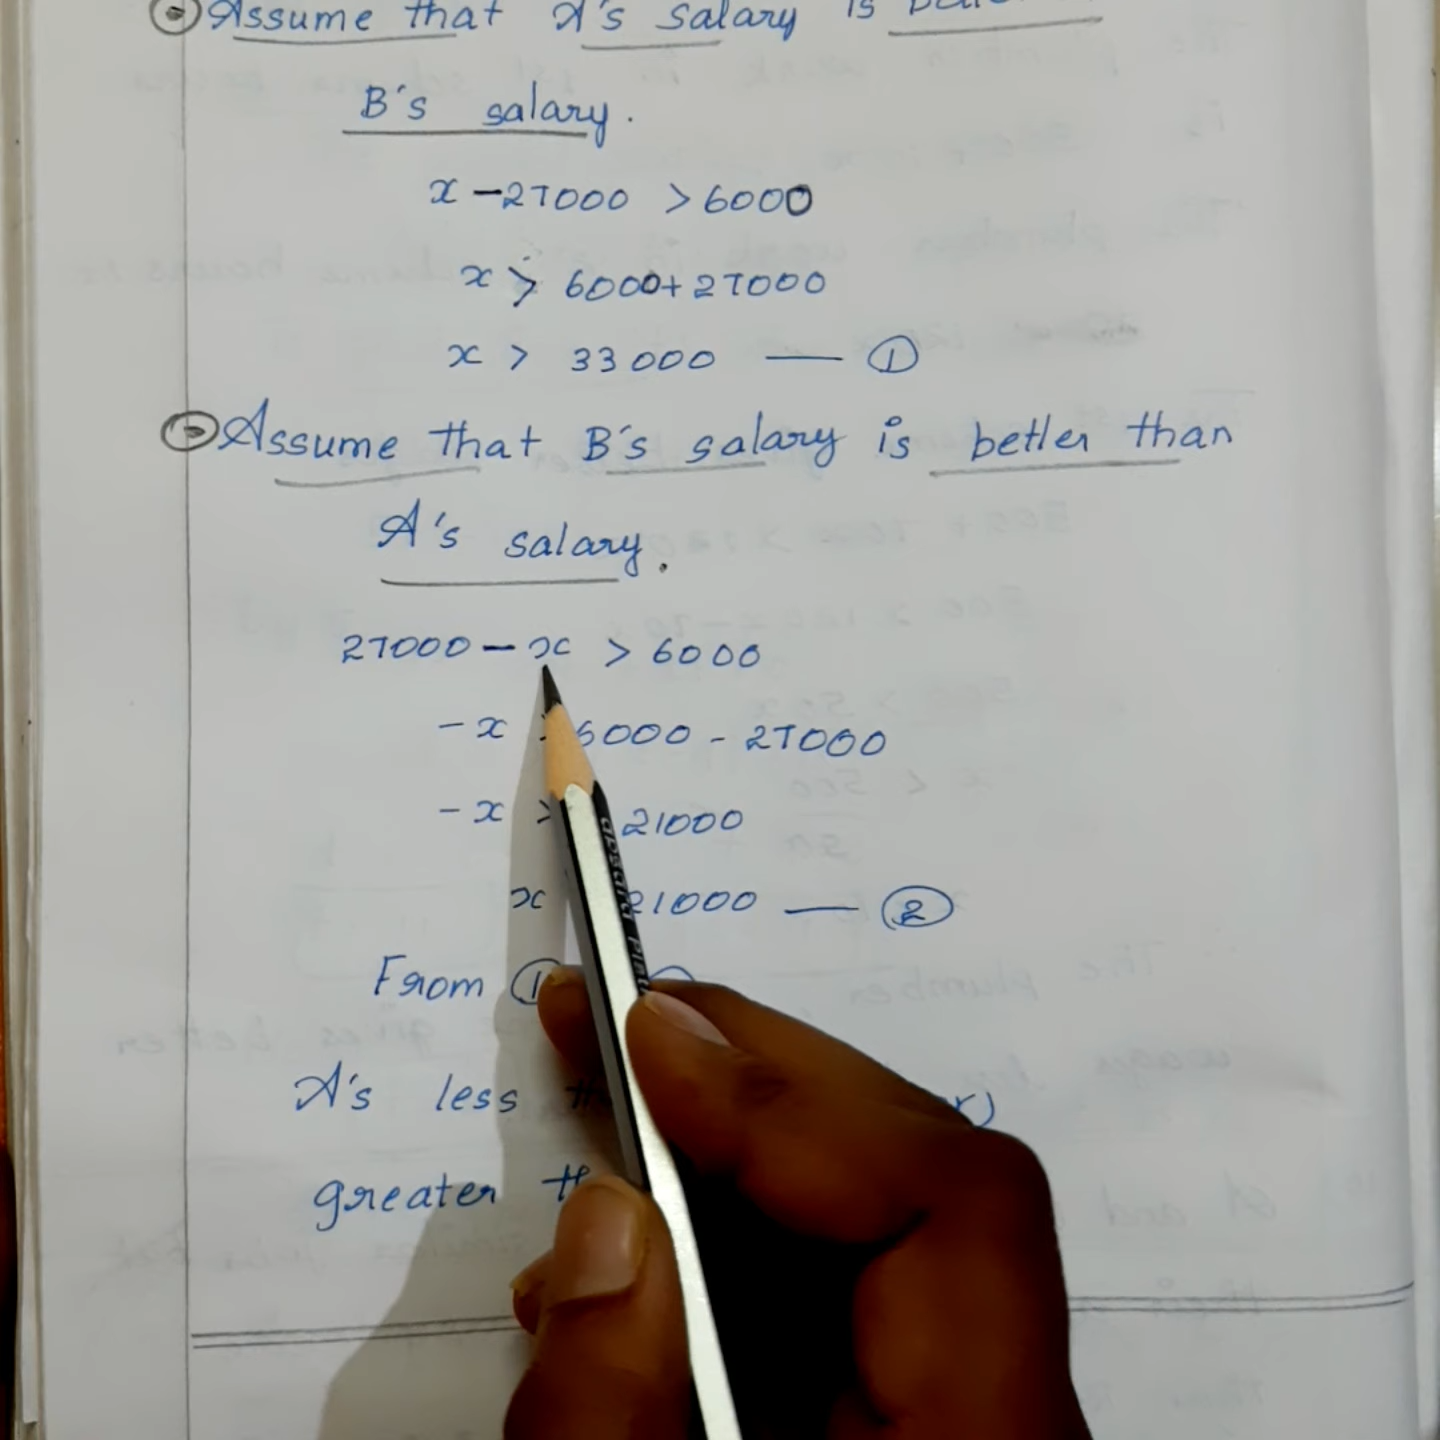 Assume that A's salary is
B's salary.
x - 27000 > 6000
x > 6000 + 27000
x > 33000 — ①
Assume that B's salary is better than
A's salary.
27000 - x > 6000
-x 6000 - 27000
-x > 21000
x 21000 — ②
From ①
A's less
greater